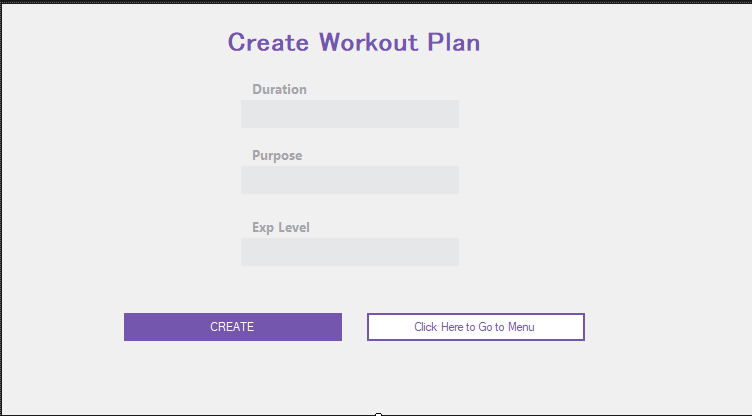 Create Workout Plan
Duration
Purpose
Exp Level
CREATE
Click Here to Go to Menu